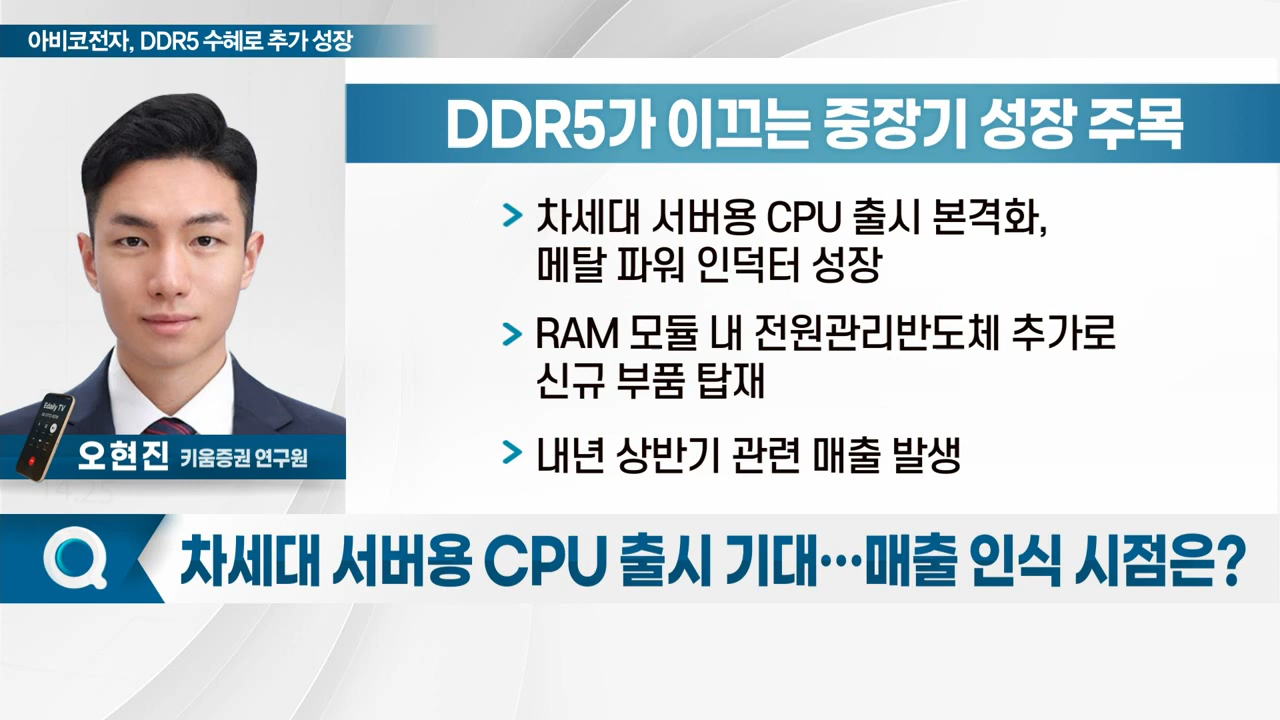 아비코전자, DDR5 수혜로 추가 성장
DDR5가 이끄는 중장기 성장 주목
차세대 서버용 CPU 출시 본격화,
메탈 파워 인덕터 성장
RAM 모듈 내 전원관리반도체 추가로
신규 부품 탑재
내년 상반기 관련 매출 발생
Edaily TV
오현진 키움증권 연구원
14:25
차세대 서버용 CPU 출시 기대…매출 인식 시점은?